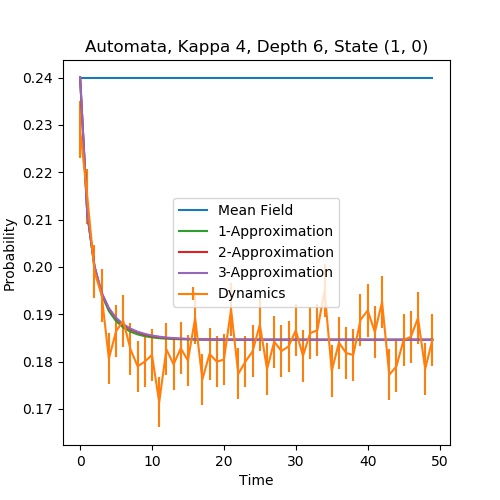 Automata, Kappa 4, Depth 6, State (1, 0)
0.24
0.23
0.22
0.21
0.20
0.19
0.18
0.17
Probability
Mean Field
1-Approximation
2-Approximation
3-Approximation
Dynamics
0 10 20 30 40 50
Time